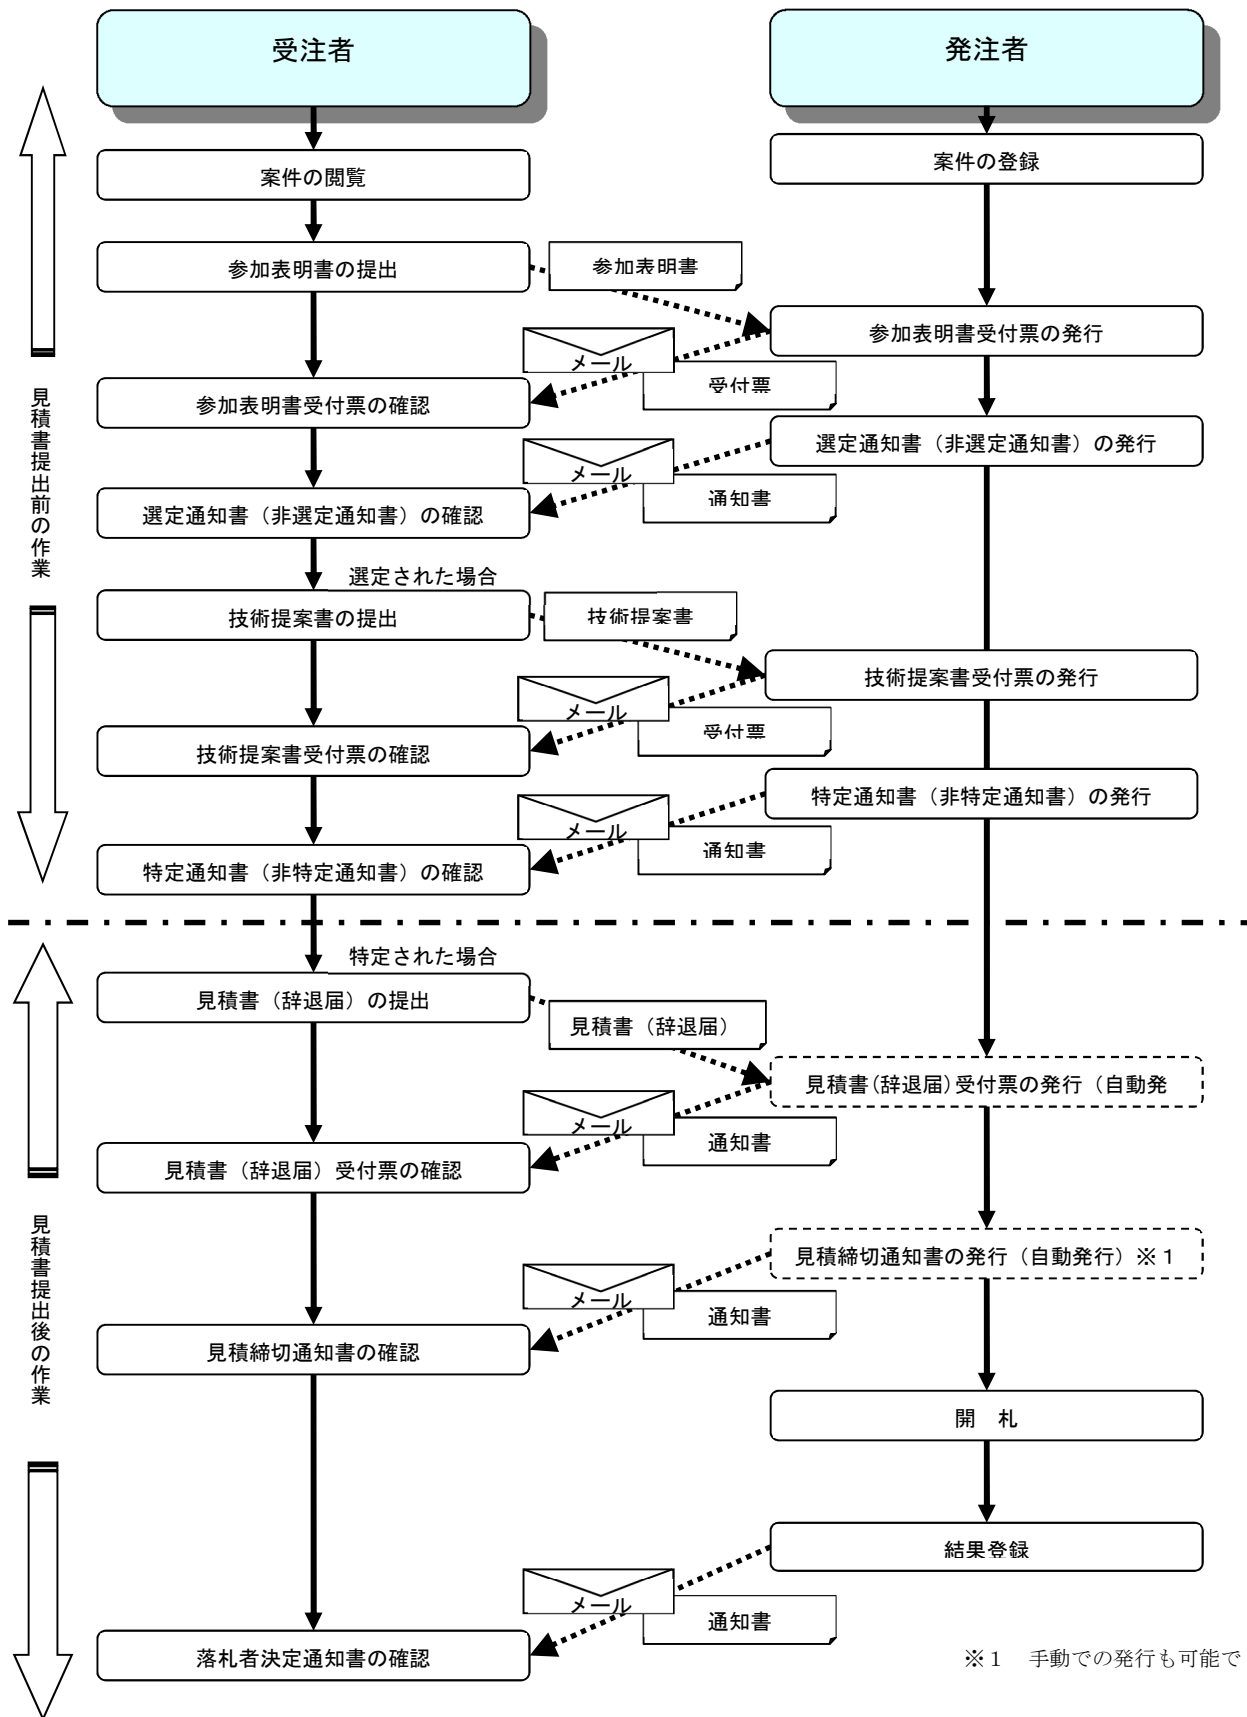 受注者
発注者
案件の登録
案件の閲覧
参加表明書の提出
参加表明書
参加表明書受付票の発行
メール
受付票
参加表明書受付票の確認
選定通知書（非選定通知書）の発行
メール
通知書
選定通知書（非選定通知書）の確認
見積書提出前の作業
選定された場合
技術提案書の提出
技術提案書
技術提案書受付票の発行
メール
受付票
技術提案書受付票の確認
特定通知書（非特定通知書）の発行
メール
通知書
特定通知書（非特定通知書）の確認
特定された場合
見積書（辞退届）の提出
見積書（辞退届）
見積書(辞退届)受付票の発行（自動発
メール
通知書
見積書（辞退届）受付票の確認
見積締切通知書の発行（自動発行）※１
メール
通知書
見積締切通知書の確認
見積書提出後の作業
開　札
結果登録
メール
通知書
落札者決定通知書の確認
※１　手動での発行も可能で